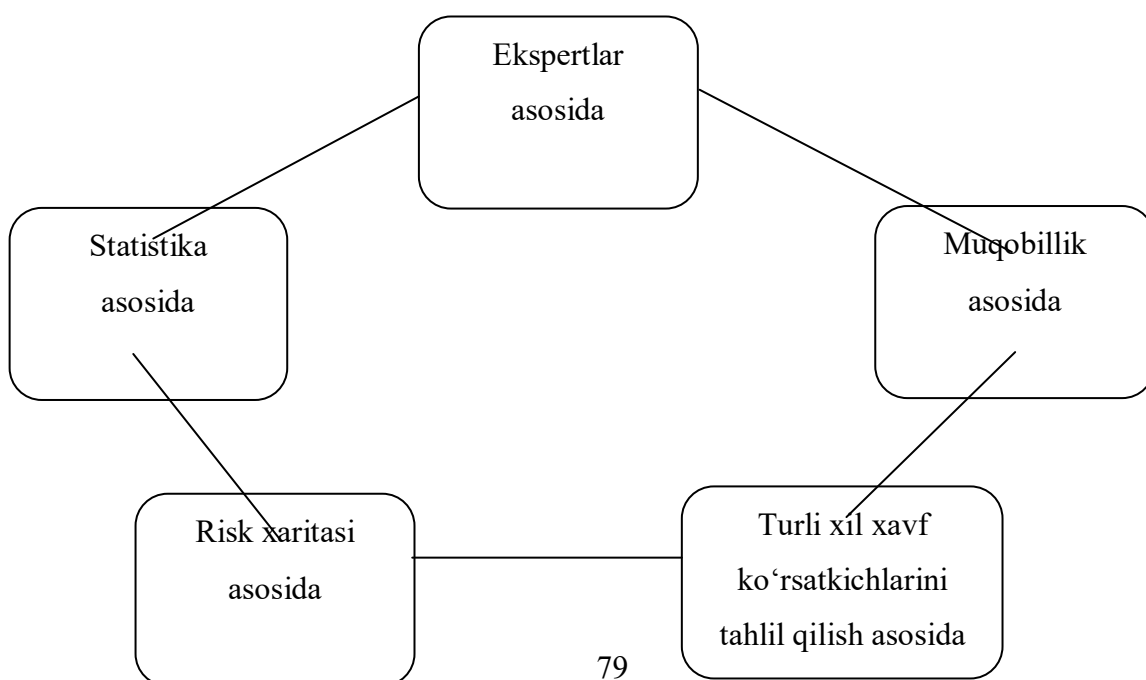 Ekspertlar
asosida
Statistika
asosida
Muqobillik
asosida
Risk xaritasi
asosida
Turli xil xavf
ko‘rsatkichlarini
tahlil qilish asosida
79